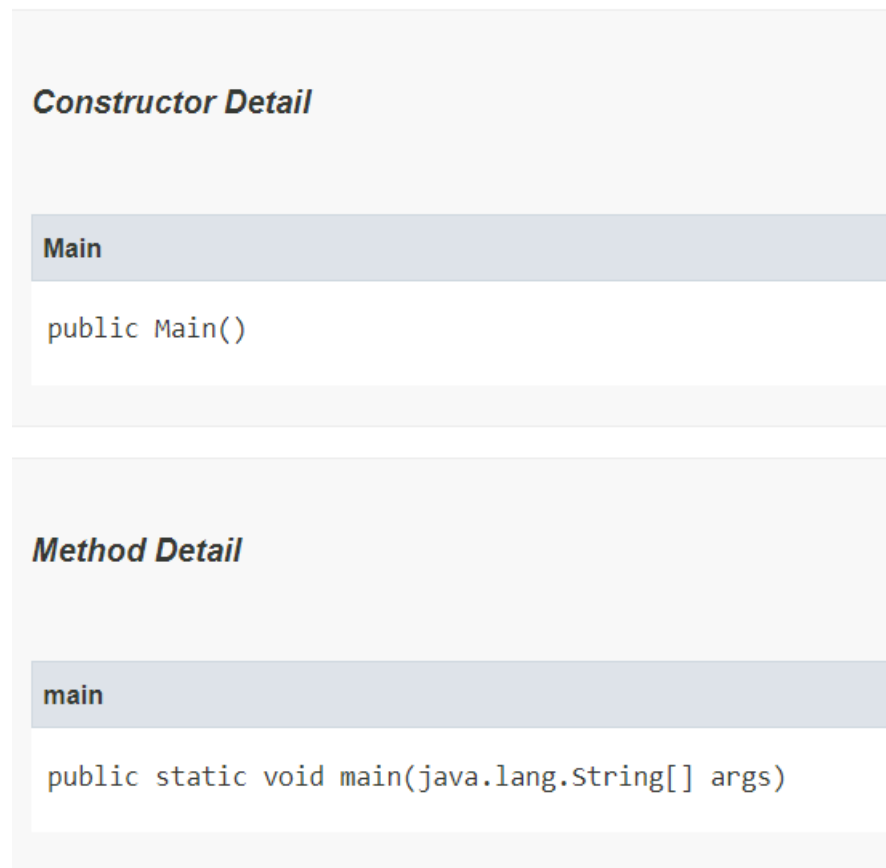 Constructor Detail
Main
public Main()
Method Detail
main
public static void main(java.lang.String[] args)